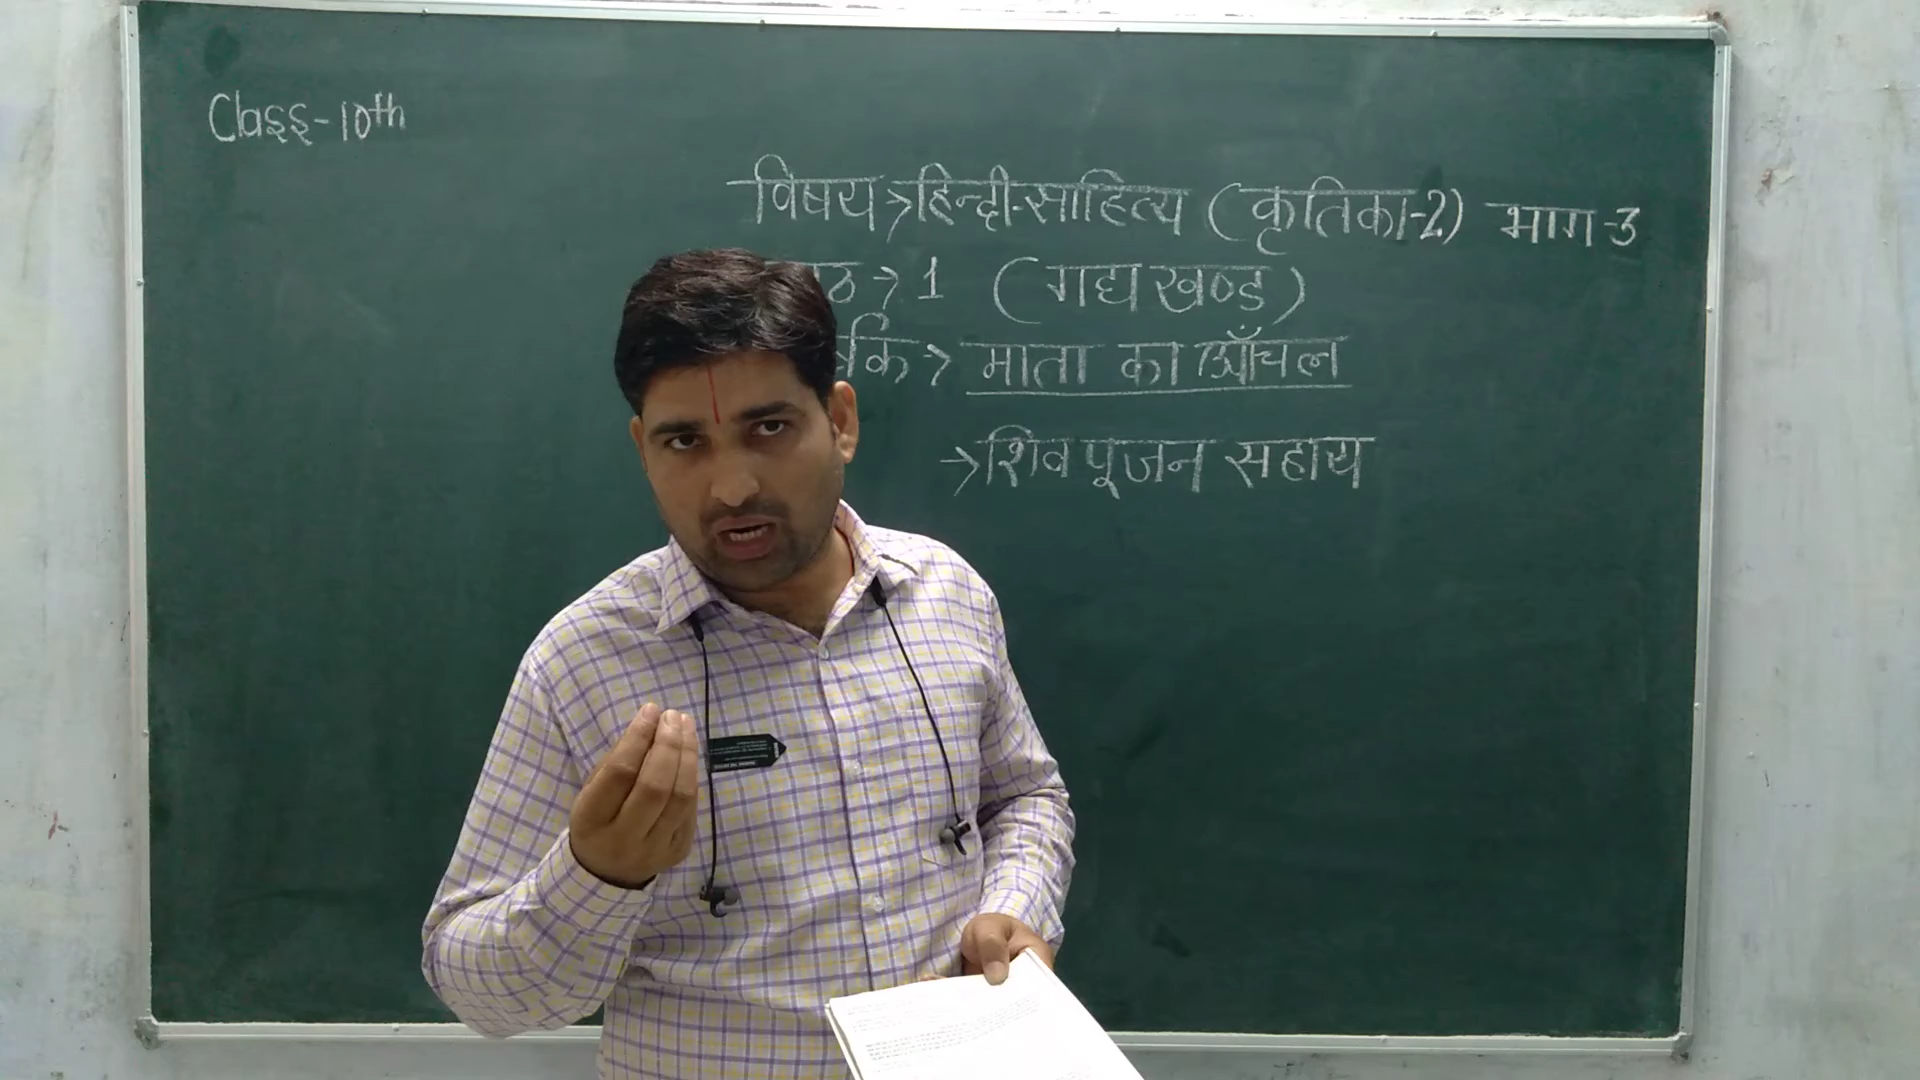 Class-10th
विषय→हिन्दी-साहित्य (कृतिका-2) भाग-3
→ 1 (गद्य खण्ड)
→ माता का आँचल
→ शिव पूजन सहाय